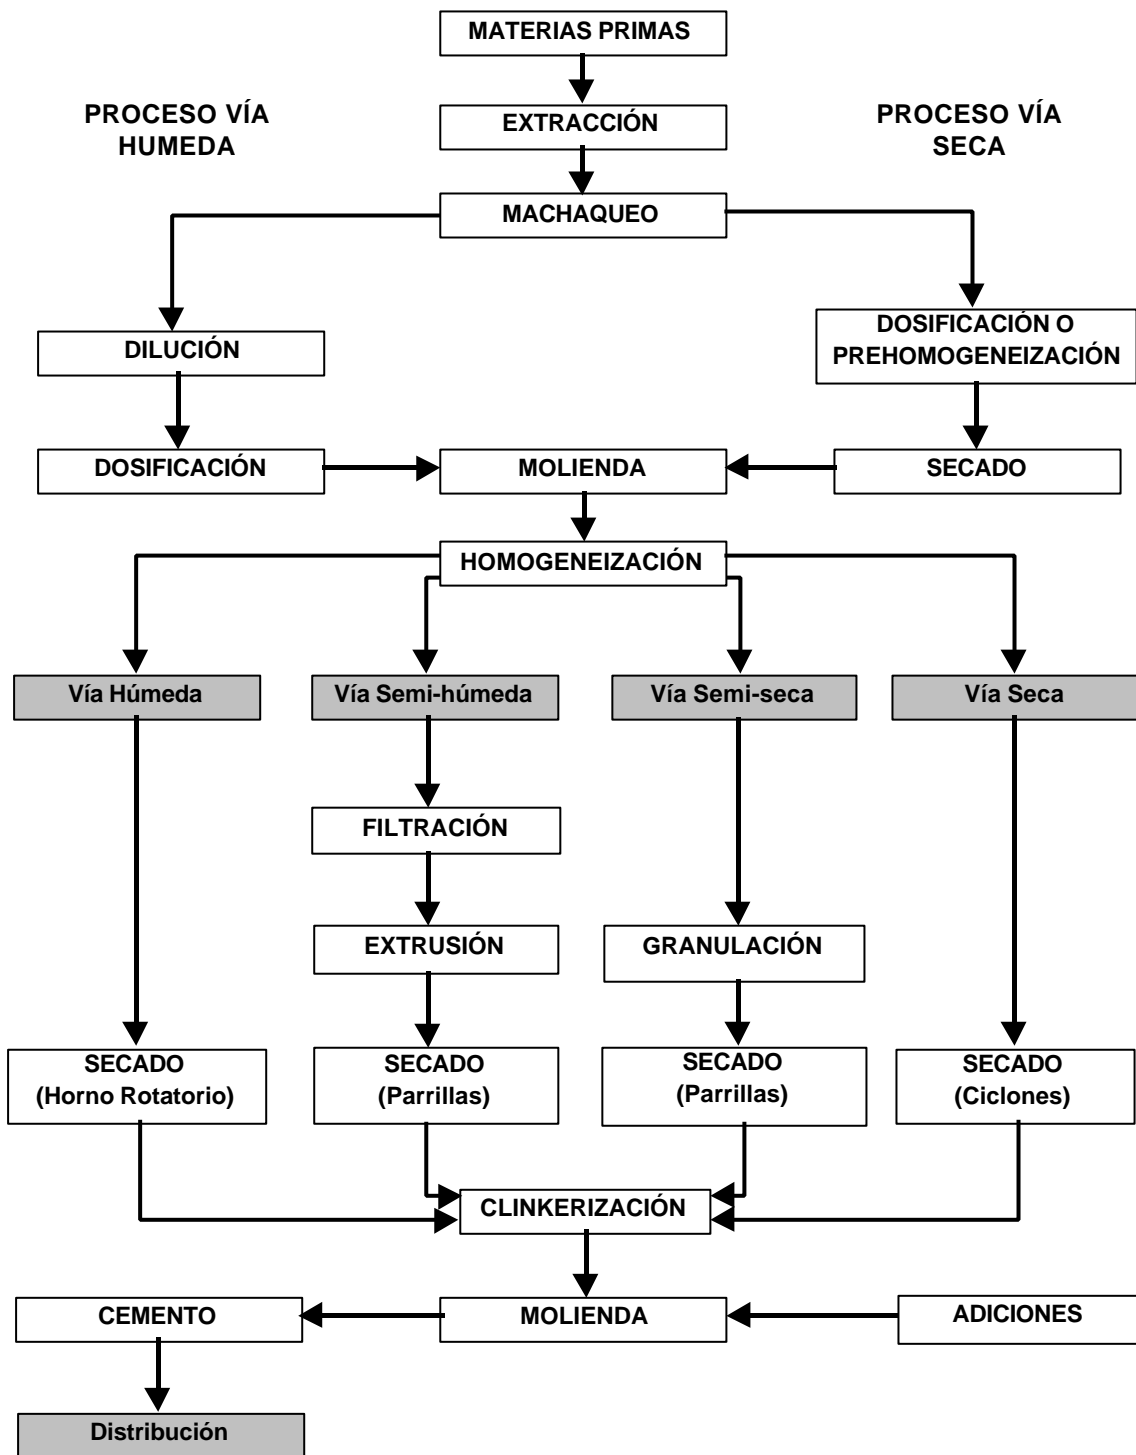 MATERIAS PRIMAS
PROCESO VÍA
HUMEDA
EXTRACCIÓN
PROCESO VÍA
SECA
MACHAQUEO
DILUCIÓN
DOSIFICACIÓN O
PREHOMOGENEIZACIÓN
DOSIFICACIÓN
MOLIENDA
SECADO
HOMOGENEIZACIÓN
Vía Húmeda
Vía Semi-húmeda
Vía Semi-seca
Vía Seca
FILTRACIÓN
EXTRUSIÓN
GRANULACIÓN
SECADO
(Horno Rotatorio)
SECADO
(Parrillas)
SECADO
(Parrillas)
SECADO
(Ciclones)
CLINKERIZACIÓN
CEMENTO
MOLIENDA
ADICIONES
Distribución